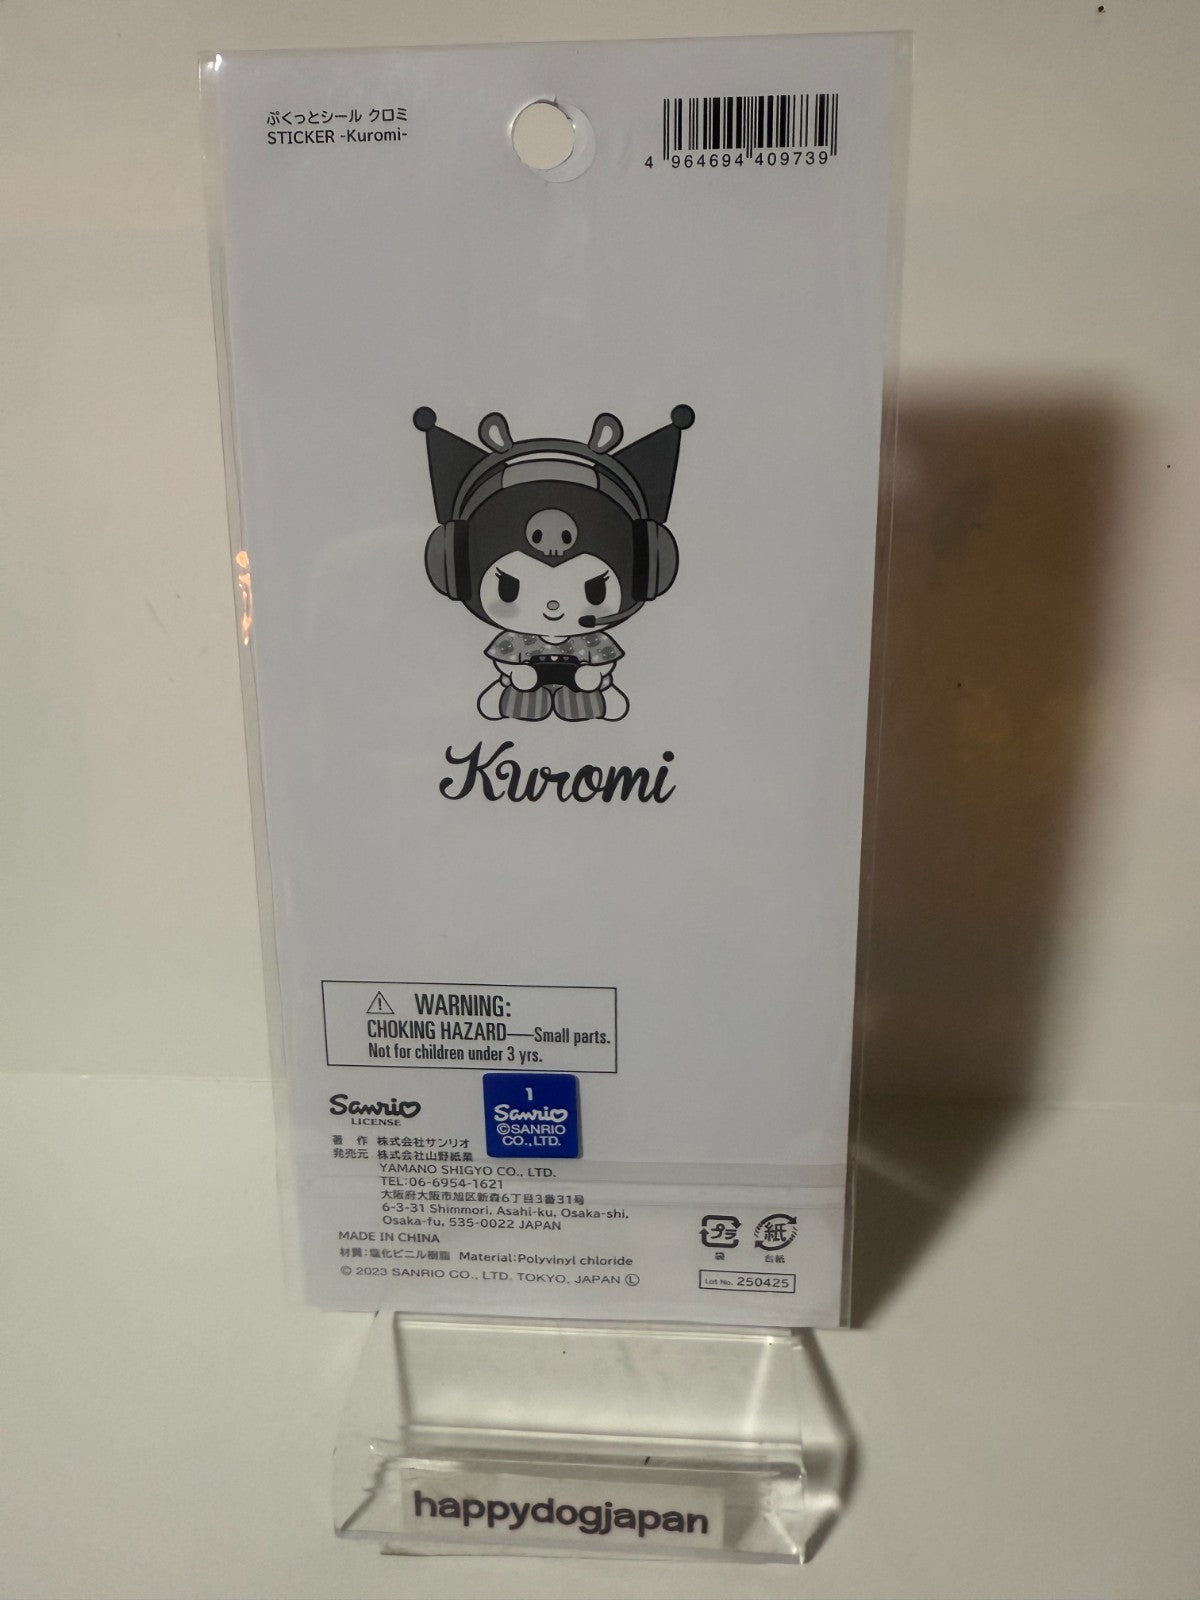 ぷくっとシール クロミ
STICKER -Kuromi-
4 964694 409739
Kuromi
⚠ WARNING:
CHOKING HAZARD—Small parts.
Not for children under 3 yrs.
Sanrio
LICENSE
1
Sanrio
©SANRIO
CO.,LTD.
著 作 株式会社サンリオ
発売元 株式会社山野紙業
YAMANO SHIGYO CO., LTD.
TEL:06-6954-1621
大阪府大阪市旭区新森6丁目3番31号
6-3-31 Shimmori, Asahi-ku, Osaka-shi,
Osaka-fu, 535-0022 JAPAN
MADE IN CHINA
材質:塩化ビニル樹脂 Material:Polyvinyl chloride
© 2023 SANRIO CO., LTD. TOKYO, JAPAN Ⓛ
プラ
袋
紙
台紙
Lot No. 250425
happydogjapan